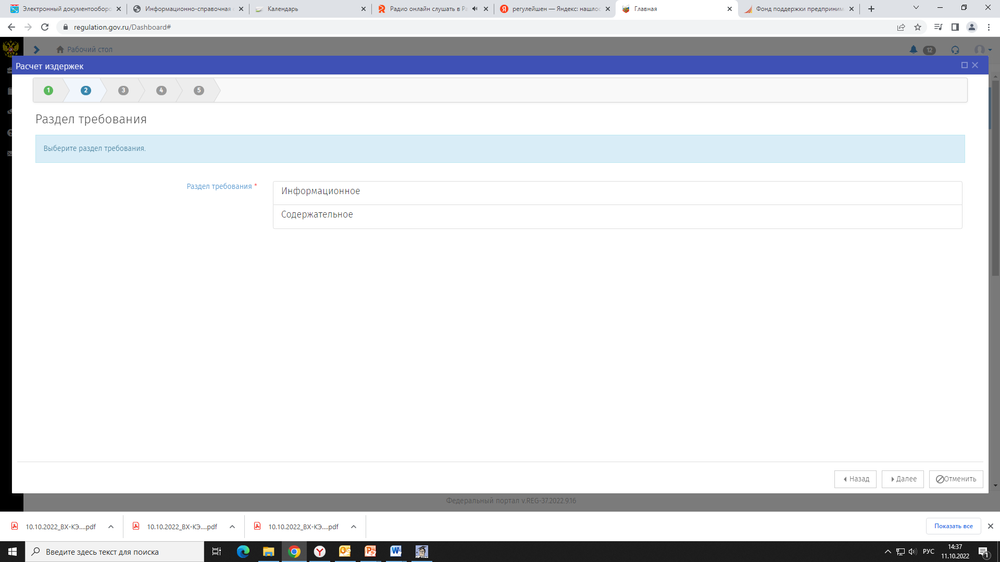 Электронный документооборо
Информационно-справочная
Календарь
Радио онлайн слушать в Ра
регулейшен — Яндекс: нашлос
Главная
Фонд поддержки предприним
regulation.gov.ru/Dashboard#
Рабочий стол
12
Расчет издержек
1
2
3
4
5
Раздел требования
Выберите раздел требования.
Раздел требования *
Информационное
Содержательное
Назад
Далее
Отменить
Федеральный портал v.REG-37.2022.9.16
10.10.2022_ВХ-КЭ....pdf
10.10.2022_ВХ-КЭ....pdf
10.10.2022_ВХ-КЭ....pdf
Показать все
Введите здесь текст для поиска
РУС
14:37
11.10.2022
1